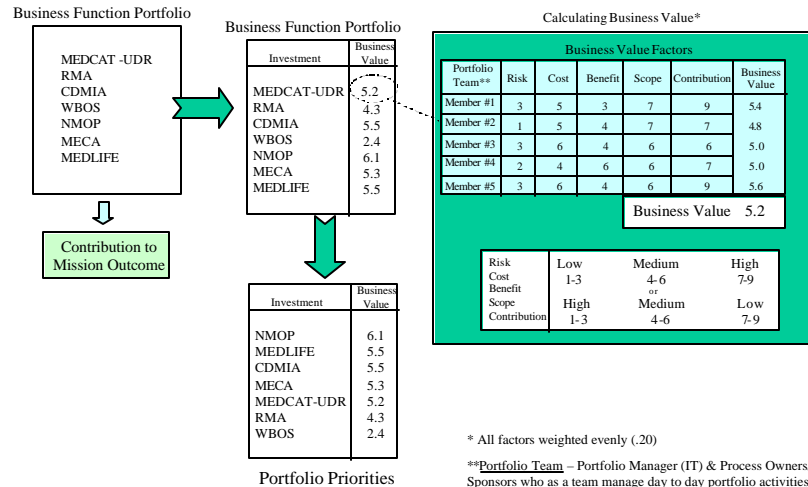 Business Function Portfolio
MEDCAT -UDR
RMA
CDMIA
WBOS
NMOP
MECA
MEDLIFE
Contribution to
Mission Outcome
Business Function Portfolio
Investment Business Value
MEDCAT-UDR 5.2
RMA 4.3
CDMIA 5.5
WBOS 2.4
NMOP 6.1
MECA 5.3
MEDLIFE 5.5
Investment Business Value
NMOP 6.1
MEDLIFE 5.5
CDMIA 5.5
MECA 5.3
MEDCAT-UDR 5.2
RMA 4.3
WBOS 2.4
Portfolio Priorities
Calculating Business Value*
Business Value Factors
Portfolio Team** Risk Cost Benefit Scope Contribution Business Value
Member #1 3 5 3 7 9 5.4
Member #2 1 5 4 7 7 4.8
Member #3 3 6 4 6 6 5.0
Member #4 2 4 6 6 7 5.0
Member #5 3 6 4 6 9 5.6
Business Value 5.2
Risk Low Medium High
Cost 1-3 4-6 7-9
Benefit or
Scope High Medium Low
Contribution 1-3 4-6 7-9
* All factors weighted evenly (.20)
**Portfolio Team – Portfolio Manager (IT) & Process Owners
Sponsors who as a team manage day to day portfolio activities